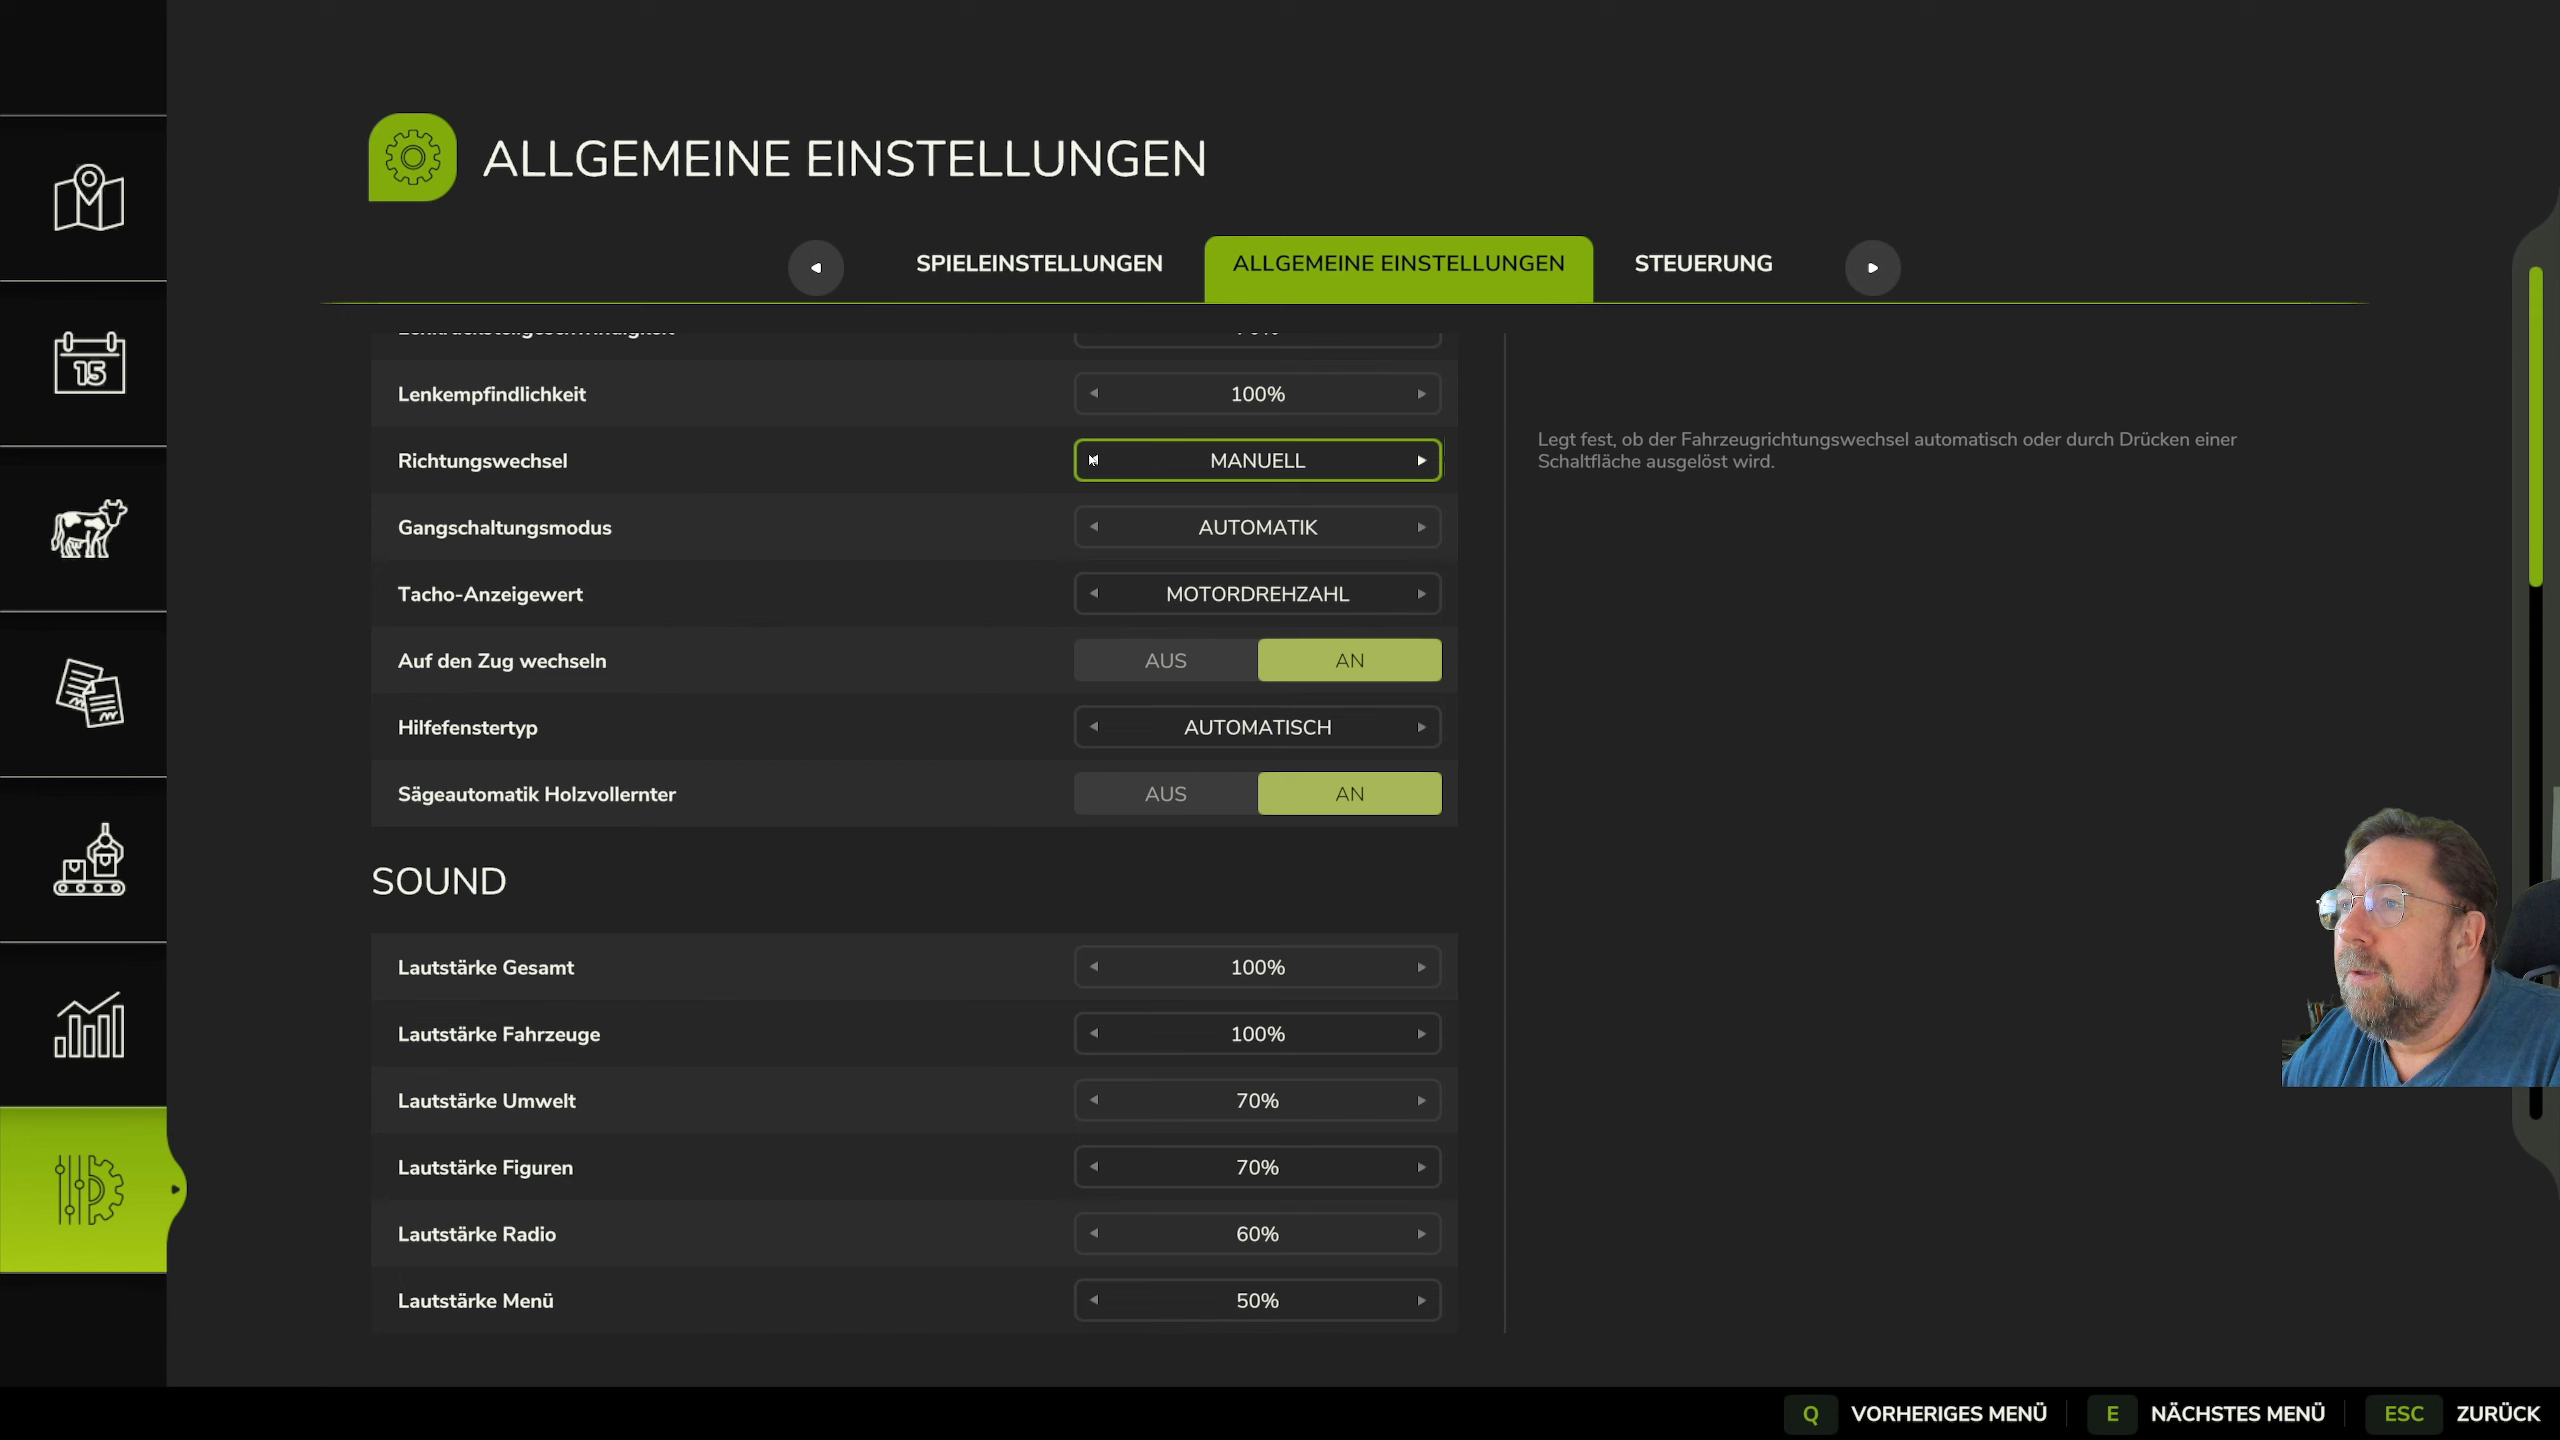 ALLGEMEINE EINSTELLUNGEN
SPIELEINSTELLUNGEN
ALLGEMEINE EINSTELLUNGEN
STEUERUNG
15
Lenkempfindlichkeit
100%
Richtungswechsel
MANUELL
Legt fest, ob der Fahrzeugrichtungswechsel automatisch oder durch Drücken einer
Schaltfläche ausgelöst wird.
Gangschaltungsmodus
AUTOMATIK
Tacho-Anzeigewert
MOTORDREHZAHL
Auf den Zug wechseln
AUS
AN
Hilfefenstertyp
AUTOMATISCH
Sägeautomatik Holzvollernter
AUS
AN
SOUND
Lautstärke Gesamt
100%
Lautstärke Fahrzeuge
100%
Lautstärke Umwelt
70%
Lautstärke Figuren
70%
Lautstärke Radio
60%
Lautstärke Menü
50%
Q VORHERIGES MENÜ
E NÄCHSTES MENÜ
ESC ZURÜCK